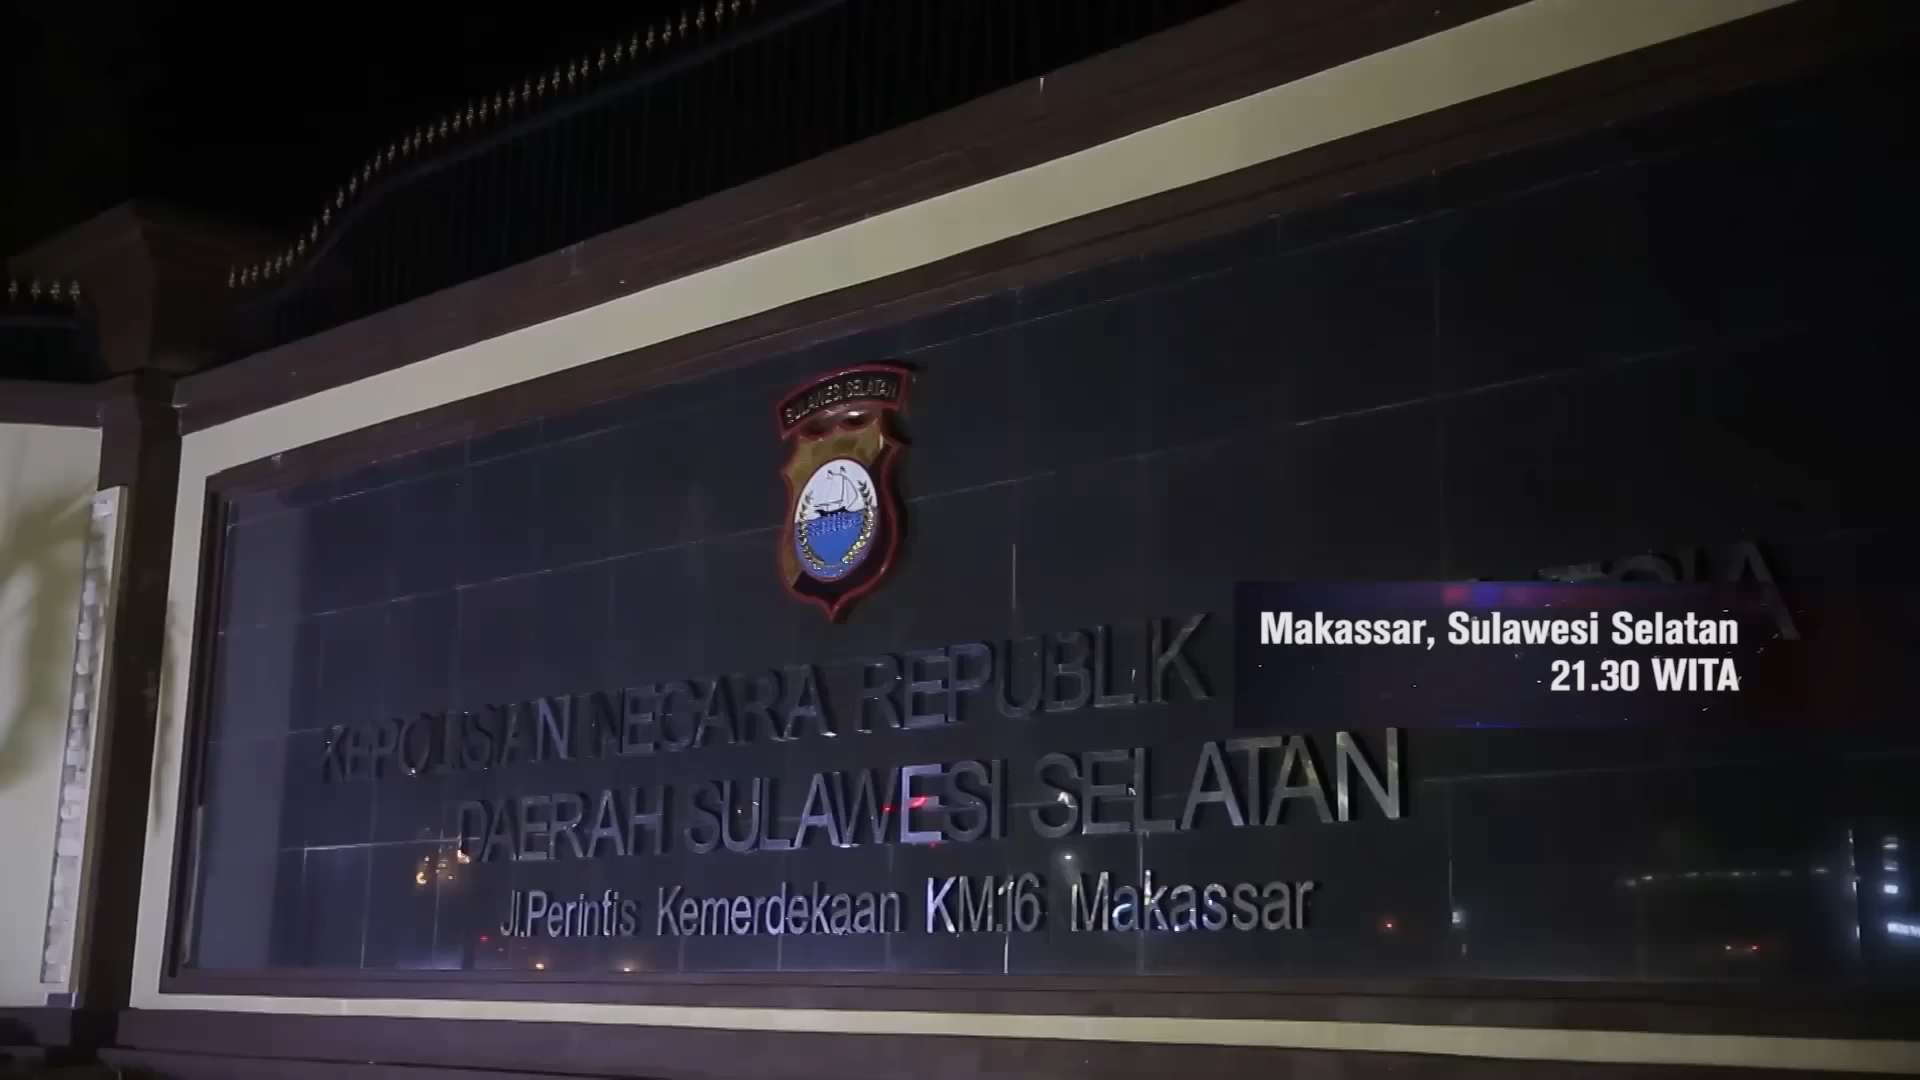 SULAWESI SELATAN
KEPOLISIAN NEGARA REPUBLIK
DAERAH SULAWESI SELATAN
Jl.Perintis Kemerdekaan KM.16 Makassar
Makassar, Sulawesi Selatan
21.30 WITA